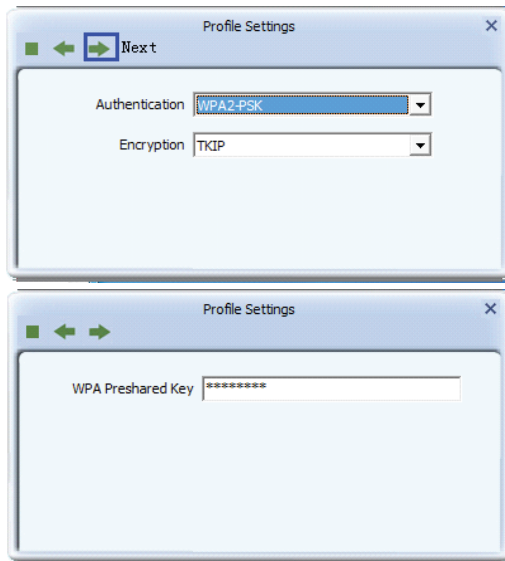 Profile Settings
Next
Authentication WPA2-PSK
Encryption TKIP
Profile Settings
WPA Preshared Key ********